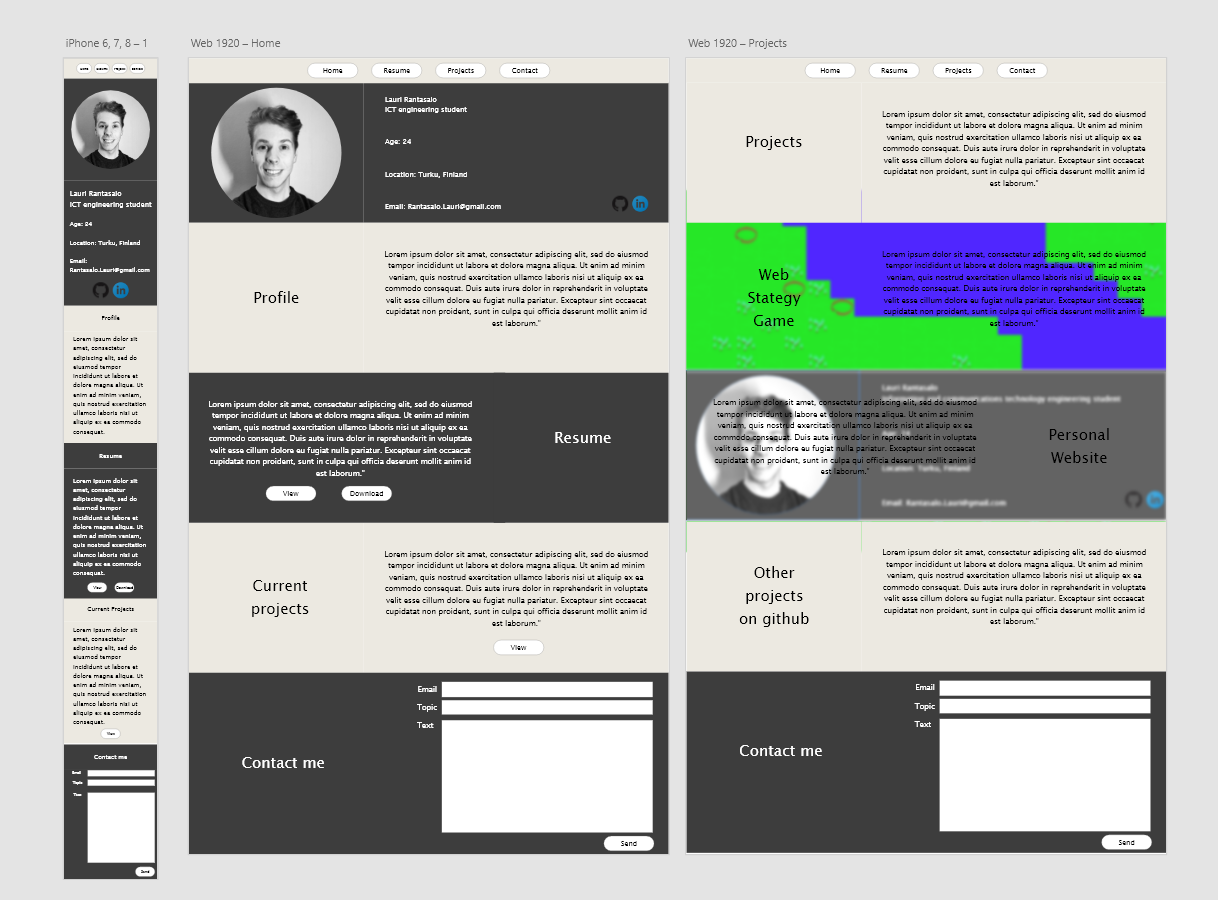 iPhone 6, 7, 8 – 1
Home
Resume
Projects
Contact
Lauri Rantasalo
ICT engineering student
Age: 24
Location: Turku, Finland
Email:
Rantasalo.Lauri@gmail.com
Profile
Lorem ipsum dolor sit
amet, consectetur
adipiscing elit, sed do
eiusmod tempor
incididunt ut labore et
dolore magna aliqua. Ut
enim ad minim veniam,
quis nostrud exercitation
ullamco laboris nisi ut
aliquip ex ea commodo
consequat.
Resume
Lorem ipsum dolor sit
amet, consectetur
adipiscing elit, sed do
eiusmod tempor
incididunt ut labore et
dolore magna aliqua. Ut
enim ad minim veniam,
quis nostrud exercitation
ullamco laboris nisi ut
aliquip ex ea commodo
consequat.
View
Download
Current Projects
Lorem ipsum dolor sit
amet, consectetur
adipiscing elit, sed do
eiusmod tempor
incididunt ut labore et
dolore magna aliqua. Ut
enim ad minim veniam,
quis nostrud exercitation
ullamco laboris nisi ut
aliquip ex ea commodo
consequat.
View
Contact me
Email
Topic
Text
Send
Web 1920 – Home
Home
Resume
Projects
Contact
Lauri Rantasalo
ICT engineering student
Age: 24
Location: Turku, Finland
Email: Rantasalo.Lauri@gmail.com
in
Profile
Lorem ipsum dolor sit amet, consectetur adipiscing elit, sed do eiusmod
tempor incididunt ut labore et dolore magna aliqua. Ut enim ad minim
veniam, quis nostrud exercitation ullamco laboris nisi ut aliquip ex ea
commodo consequat. Duis aute irure dolor in reprehenderit in voluptate
velit esse cillum dolore eu fugiat nulla pariatur. Excepteur sint occaecat
cupidatat non proident, sunt in culpa qui officia deserunt mollit anim id
est laborum."
Lorem ipsum dolor sit amet, consectetur adipiscing elit, sed do eiusmod
tempor incididunt ut labore et dolore magna aliqua. Ut enim ad minim
veniam, quis nostrud exercitation ullamco laboris nisi ut aliquip ex ea
commodo consequat. Duis aute irure dolor in reprehenderit in voluptate
velit esse cillum dolore eu fugiat nulla pariatur. Excepteur sint occaecat
cupidatat non proident, sunt in culpa qui officia deserunt mollit anim id
est laborum."
Resume
View
Download
Current
projects
Lorem ipsum dolor sit amet, consectetur adipiscing elit, sed do eiusmod
tempor incididunt ut labore et dolore magna aliqua. Ut enim ad minim
veniam, quis nostrud exercitation ullamco laboris nisi ut aliquip ex ea
commodo consequat. Duis aute irure dolor in reprehenderit in voluptate
velit esse cillum dolore eu fugiat nulla pariatur. Excepteur sint occaecat
cupidatat non proident, sunt in culpa qui officia deserunt mollit anim id
est laborum."
View
Contact me
Email
Topic
Text
Send
Web 1920 – Projects
Home
Resume
Projects
Contact
Projects
Lorem ipsum dolor sit amet, consectetur adipiscing elit, sed do eiusmod
tempor incididunt ut labore et dolore magna aliqua. Ut enim ad minim
veniam, quis nostrud exercitation ullamco laboris nisi ut aliquip ex ea
commodo consequat. Duis aute irure dolor in reprehenderit in voluptate
velit esse cillum dolore eu fugiat nulla pariatur. Excepteur sint occaecat
cupidatat non proident, sunt in culpa qui officia deserunt mollit anim id
est laborum."
Web
Stategy
Game
Lorem ipsum dolor sit amet, consectetur adipiscing elit, sed do eiusmod
tempor incididunt ut labore et dolore magna aliqua. Ut enim ad minim
veniam, quis nostrud exercitation ullamco laboris nisi ut aliquip ex ea
commodo consequat. Duis aute irure dolor in reprehenderit in voluptate
velit esse cillum dolore eu fugiat nulla pariatur. Excepteur sint occaecat
cupidatat non proident, sunt in culpa qui officia deserunt mollit anim id
est laborum."
Lauri Rantasalo
Lorem ipsum dolor sit amet, consectetur adipiscing elit, sed do eiusmod
tempor incididunt ut labore et dolore magna aliqua. Ut enim ad minim
veniam, quis nostrud exercitation ullamco laboris nisi ut aliquip ex ea
commodo consequat. Duis aute irure dolor in reprehenderit in voluptate
velit esse cillum dolore eu fugiat nulla pariatur. Excepteur sint occaecat
cupidatat non proident, sunt in culpa qui officia deserunt mollit anim id
est laborum."
Location: Turku, Finland
Email: Rantasalo.Lauri@gmail.com
in
Personal
Website
Other
projects
on github
Lorem ipsum dolor sit amet, consectetur adipiscing elit, sed do eiusmod
tempor incididunt ut labore et dolore magna aliqua. Ut enim ad minim
veniam, quis nostrud exercitation ullamco laboris nisi ut aliquip ex ea
commodo consequat. Duis aute irure dolor in reprehenderit in voluptate
velit esse cillum dolore eu fugiat nulla pariatur. Excepteur sint occaecat
cupidatat non proident, sunt in culpa qui officia deserunt mollit anim id
est laborum."
Contact me
Email
Topic
Text
Send